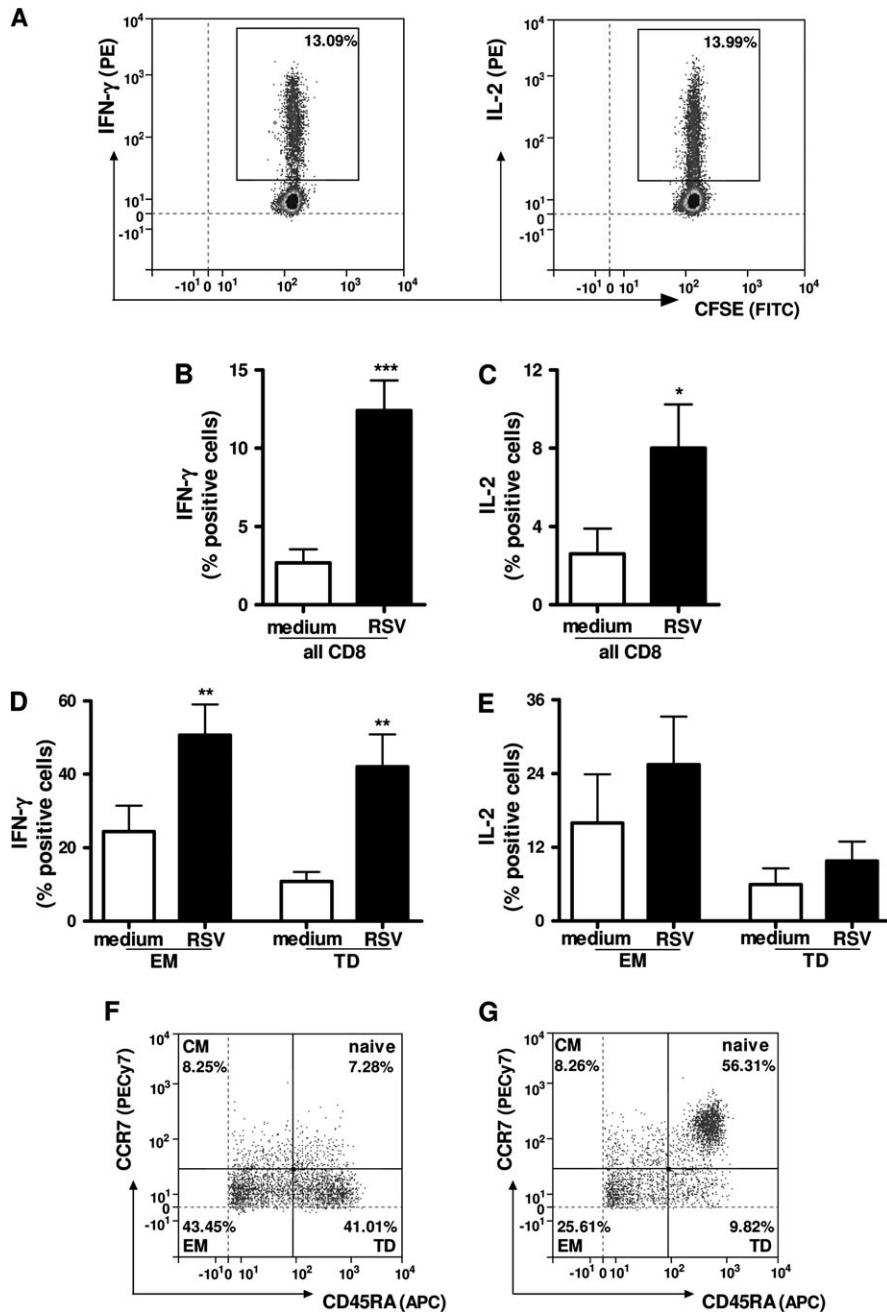 A
IFN-γ (PE)
10⁴
10³
10²
10¹
0
-10¹
13.09%
-10¹ 0 10¹ 10² 10³ 10⁴
IL-2 (PE)
10⁴
10³
10²
10¹
0
-10¹
13.99%
-10¹ 0 10¹ 10² 10³ 10⁴
CFSE (FITC)
B
IFN-γ
(% positive cells)
15
10
5
0
***
medium RSV
all CD8
C
IL-2
(% positive cells)
12
8
4
0
*
medium RSV
all CD8
D
IFN-γ
(% positive cells)
60
40
20
0
**
**
medium RSV medium RSV
EM TD
E
IL-2
(% positive cells)
36
24
12
0
medium RSV medium RSV
EM TD
F
CCR7 (PECy7)
10⁴
10³
10²
10¹
0
-10¹
CM naive
8.25% 7.28%
43.45% 41.01%
EM TD
-10¹ 0 10¹ 10² 10³ 10⁴
CD45RA (APC)
G
CCR7 (PECy7)
10⁴
10³
10²
10¹
0
-10¹
CM naive
8.26% 56.31%
25.61% 9.82%
EM TD
-10¹ 0 10¹ 10² 10³ 10⁴
CD45RA (APC)